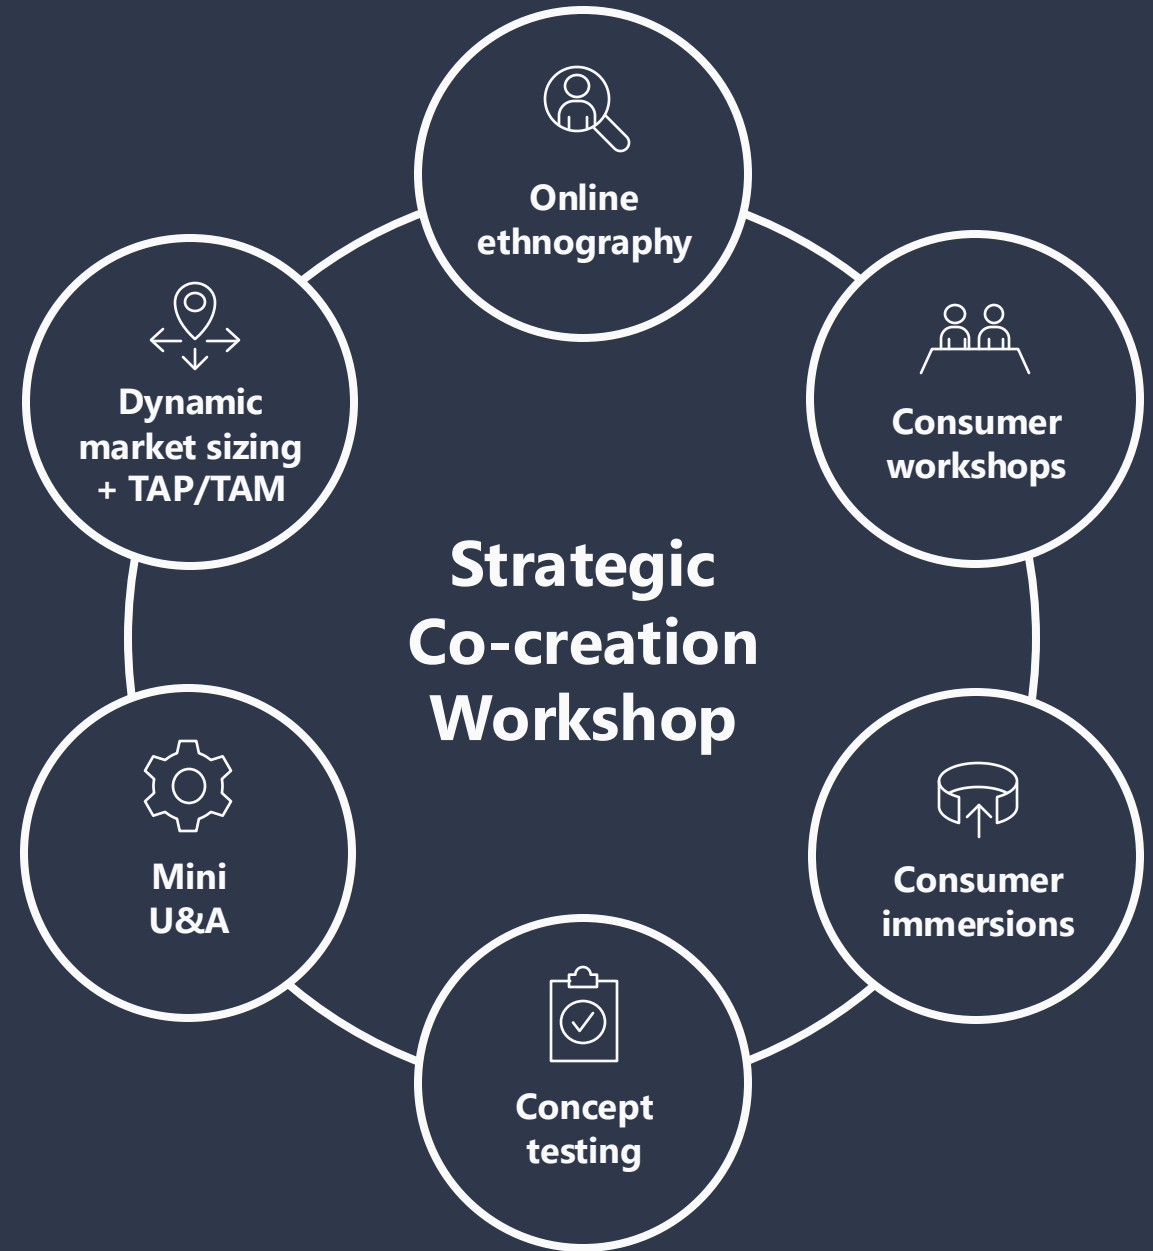 Online
ethnography
Consumer
workshops
Consumer
immersions
Concept
testing
Mini
U&A
Dynamic
market sizing
+ TAP/TAM
Strategic
Co-creation
Workshop